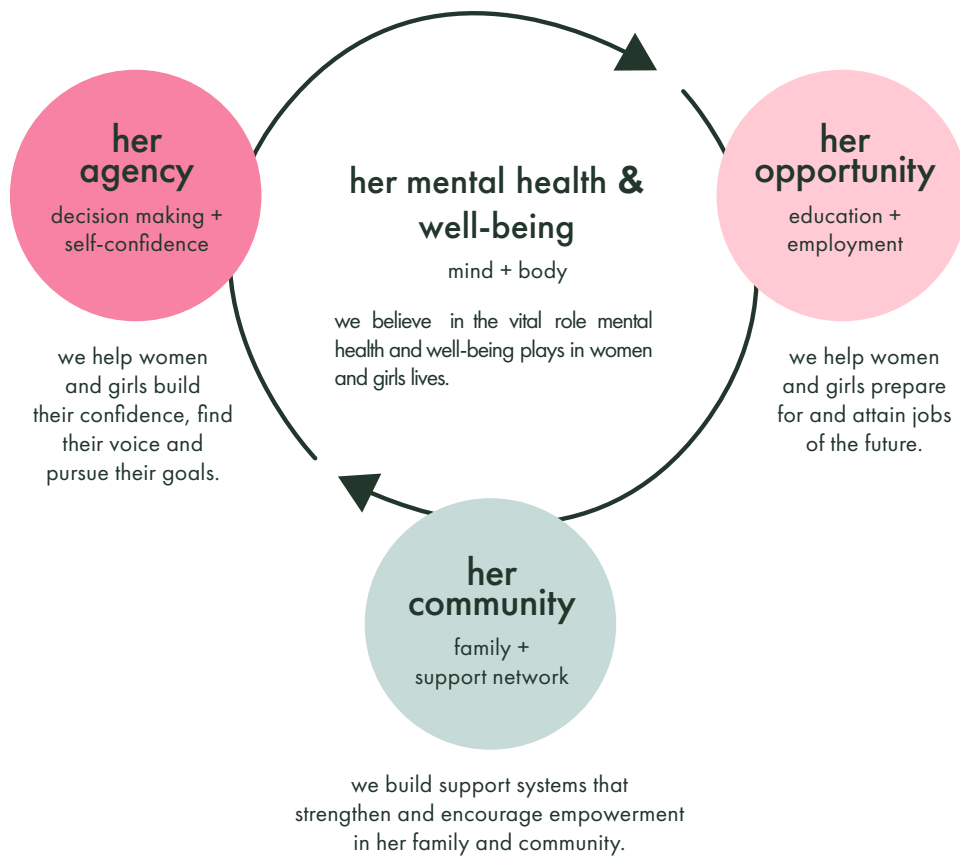 her
agency
decision making +
self-confidence
we help women
and girls build
their confidence, find
their voice and
pursue their goals.
her mental health &
well-being
mind + body
we believe in the vital role mental
health and well-being plays in women
and girls lives.
her
opportunity
education +
employment
we help women
and girls prepare
for and attain jobs
of the future.
her
community
family +
support network
we build support systems that
strengthen and encourage empowerment
in her family and community.